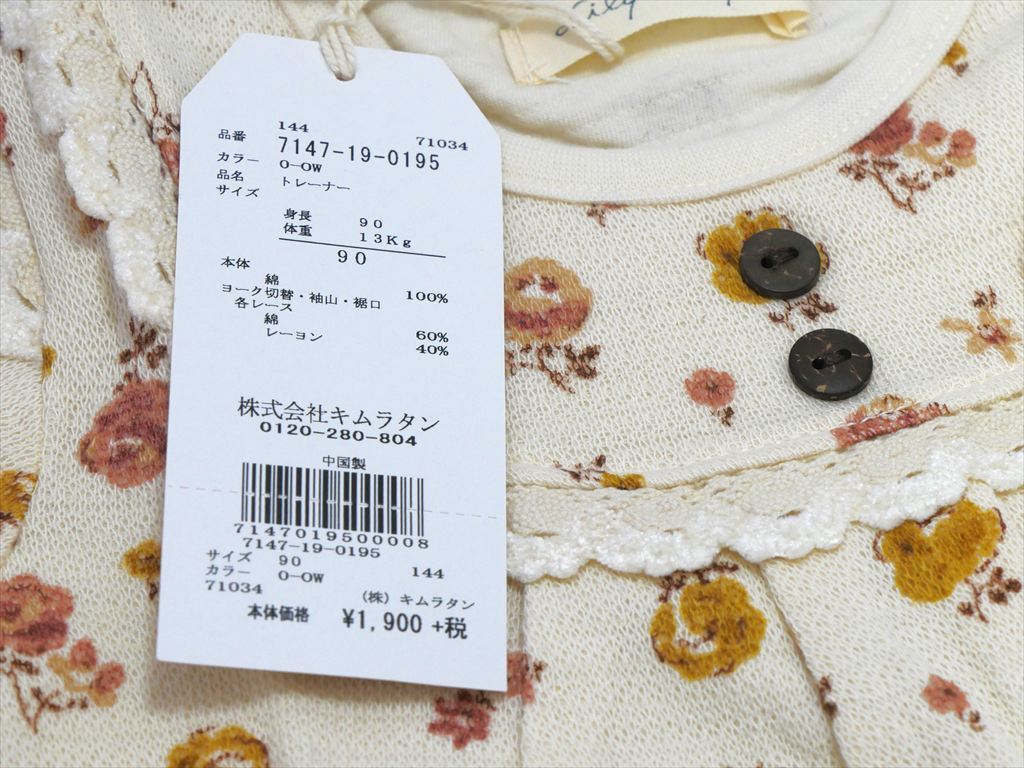 144 71034
品番 7147-19-0195
カラー 0-OW
品名 トレーナー
サイズ
身長 90
体重 13Kg
90
本体
綿 100%
ヨーク切替・袖山・裾口
各レース
綿 60%
レーヨン 40%
株式会社キムラタン
0120-280-804
中国製
7147019500008
7147-19-0195
サイズ 90
カラー 0-OW 144
71034
(株) キムラタン
本体価格 ¥1,900 +税